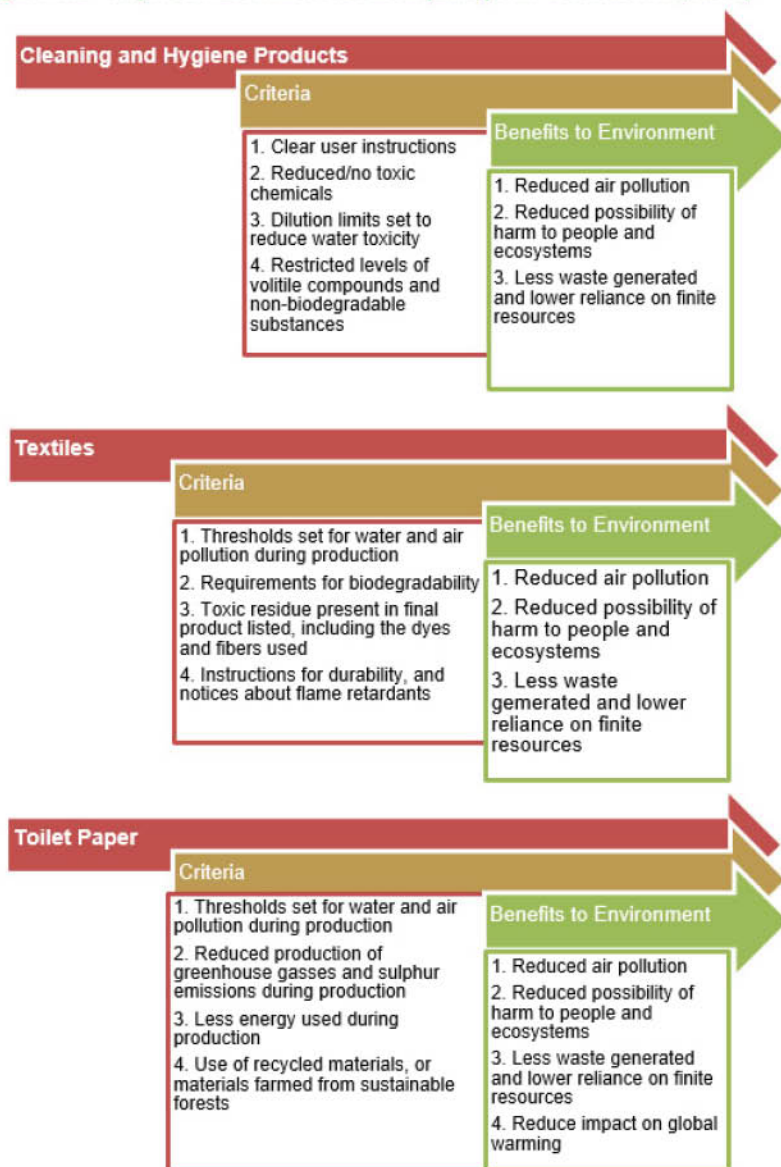 Cleaning and Hygiene Products
Criteria
1. Clear user instructions
2. Reduced/no toxic
chemicals
3. Dilution limits set to
reduce water toxicity
4. Restricted levels of
volitile compounds and
non-biodegradable
substances
Benefits to Environment
1. Reduced air pollution
2. Reduced possibility of
harm to people and
ecosystems
3. Less waste generated
and lower reliance on finite
resources
Textiles
Criteria
1. Thresholds set for water and air
pollution during production
2. Requirements for biodegradability
3. Toxic residue present in final
product listed, including the dyes
and fibers used
4. Instructions for durability, and
notices about flame retardants
Benefits to Environment
1. Reduced air pollution
2. Reduced possibility of
harm to people and
ecosystems
3. Less waste
gemerated and lower
reliance on finite
resources
Toilet Paper
Criteria
1. Thresholds set for water and air
pollution during production
2. Reduced production of
greenhouse gasses and sulphur
emissions during production
3. Less energy used during
production
4. Use of recycled materials, or
materials farmed from sustainable
forests
Benefits to Environment
1. Reduced air pollution
2. Reduced possibility of
harm to people and
ecosystems
3. Less waste generated
and lower reliance on finite
resources
4. Reduce impact on global
warming